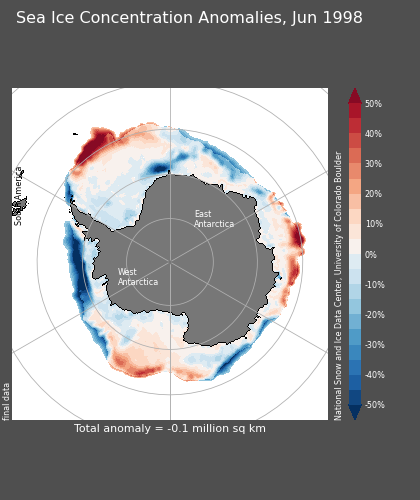 Sea Ice Concentration Anomalies, Jun 1998
South America
East
Antarctica
West
Antarctica
50%
40%
30%
20%
10%
0%
-10%
-20%
-30%
-40%
-50%
National Snow and Ice Data Center, University of Colorado Boulder
final data
Total anomaly = -0.1 million sq km